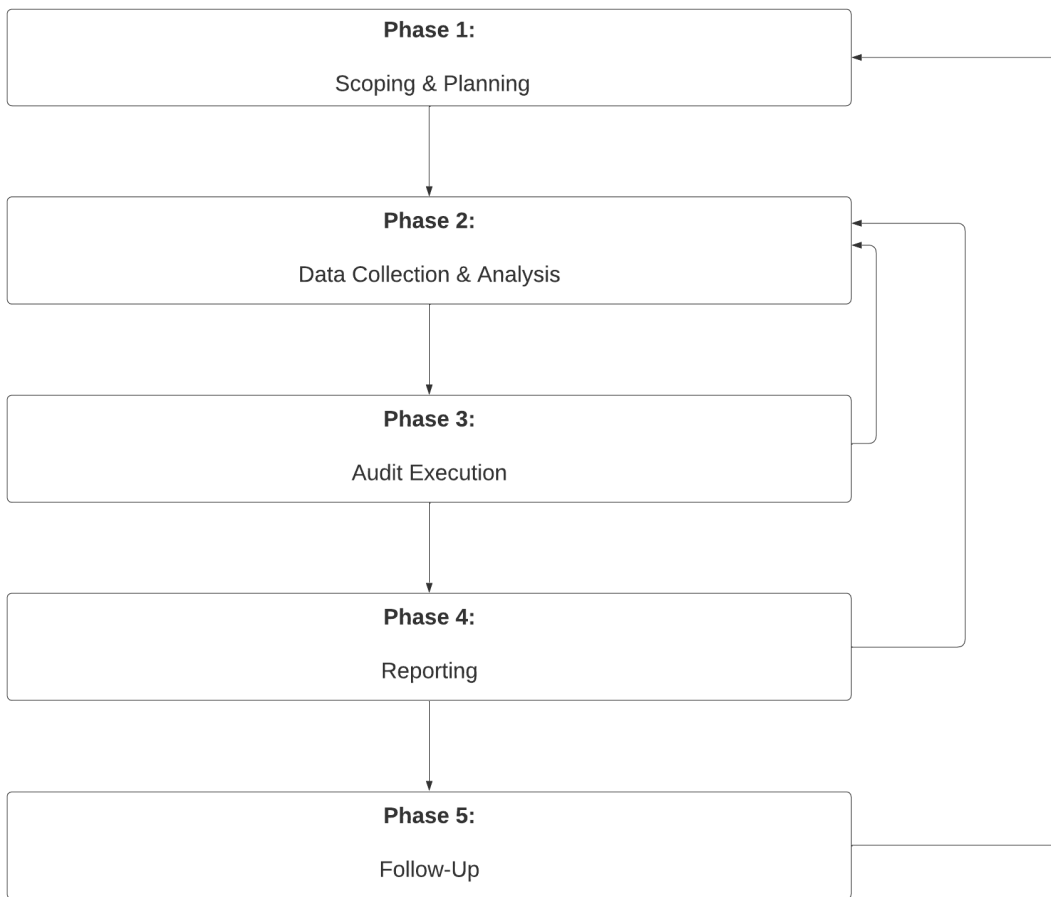 Phase 1:
Scoping & Planning
Phase 2:
Data Collection & Analysis
Phase 3:
Audit Execution
Phase 4:
Reporting
Phase 5:
Follow-Up